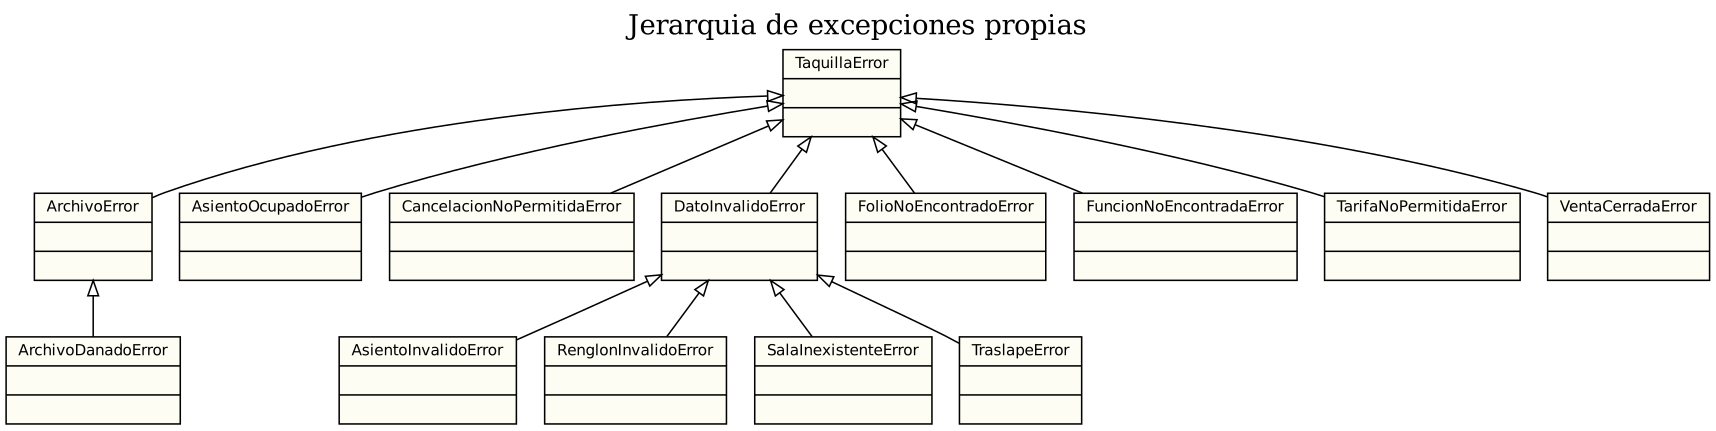 Jerarquia de excepciones propias
TaquillaError
ArchivoError
AsientoOcupadoError
CancelacionNoPermitidaError
DatoInvalidoError
FolioNoEncontradoError
FuncionNoEncontradaError
TarifaNoPermitidaError
VentaCerradaError
ArchivoDanadoError
AsientoInvalidoError
RenglonInvalidoError
SalaInexistenteError
TraslapeError